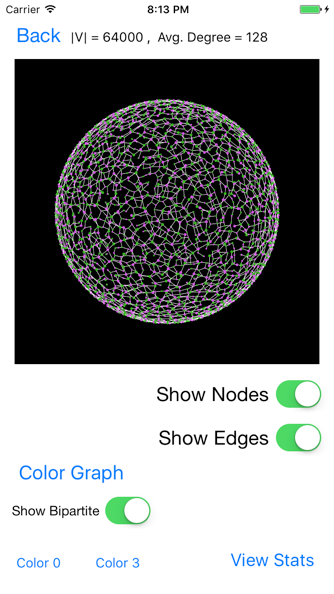 Carrier 8:13 PM
Back |V| = 64000 , Avg. Degree = 128
Show Nodes
Show Edges
Color Graph
Show Bipartite
Color 0 Color 3 View Stats